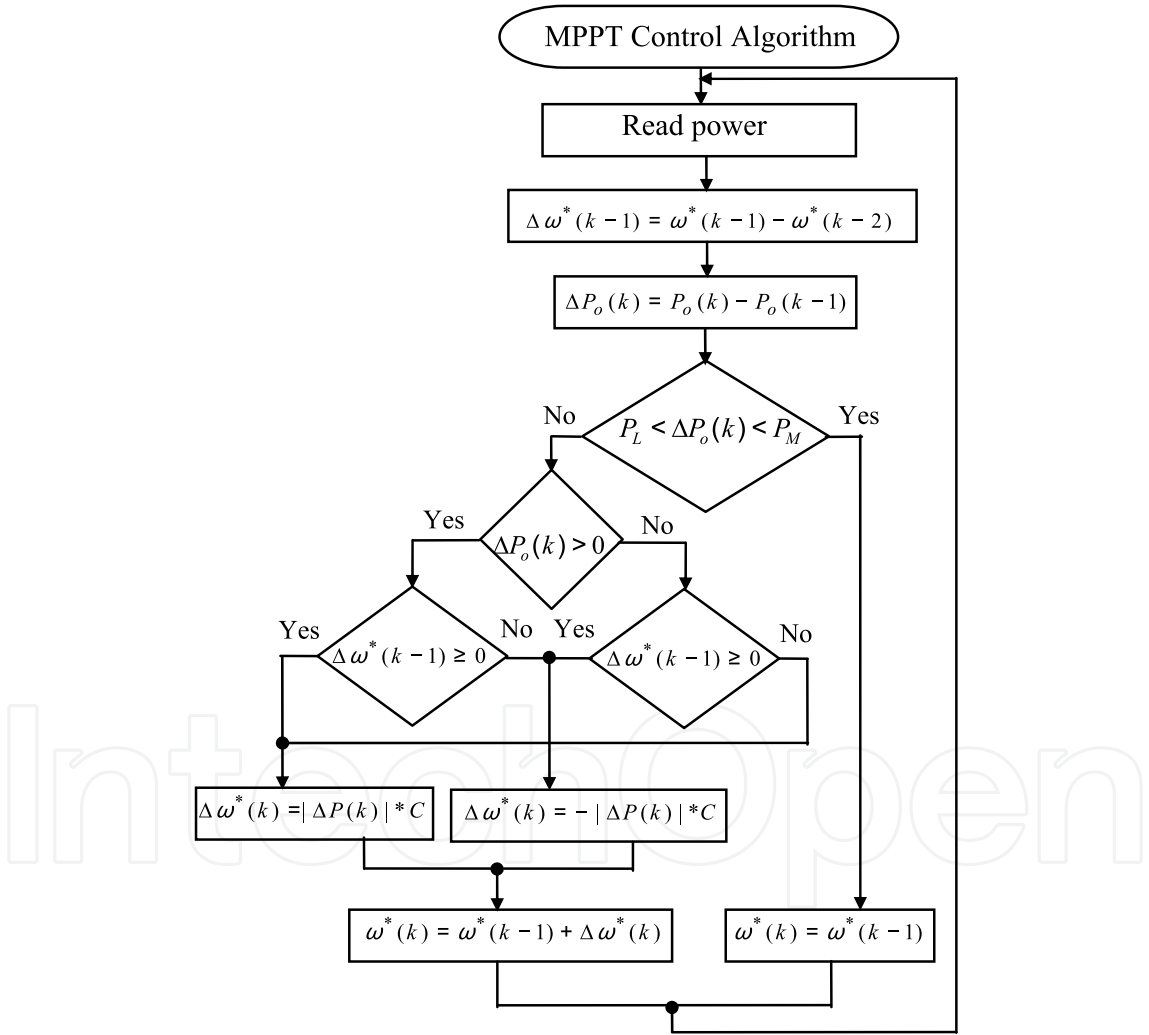 MPPT Control Algorithm
Read power
Δω*(k−1) = ω*(k−1)−ω*(k−2)
ΔP_o(k) = P_o(k)−P_o(k−1)
No
Yes
P_L < ΔP_o(k) < P_M
Yes
No
ΔP_o(k) > 0
Yes
No
Yes
No
Δω*(k−1) ≥ 0
Δω*(k−1) ≥ 0
Δω*(k) =| ΔP(k) | *C
Δω*(k) = − | ΔP(k) | *C
ω*(k) = ω*(k−1) + Δω*(k)
ω*(k) = ω*(k−1)
IntechOpen